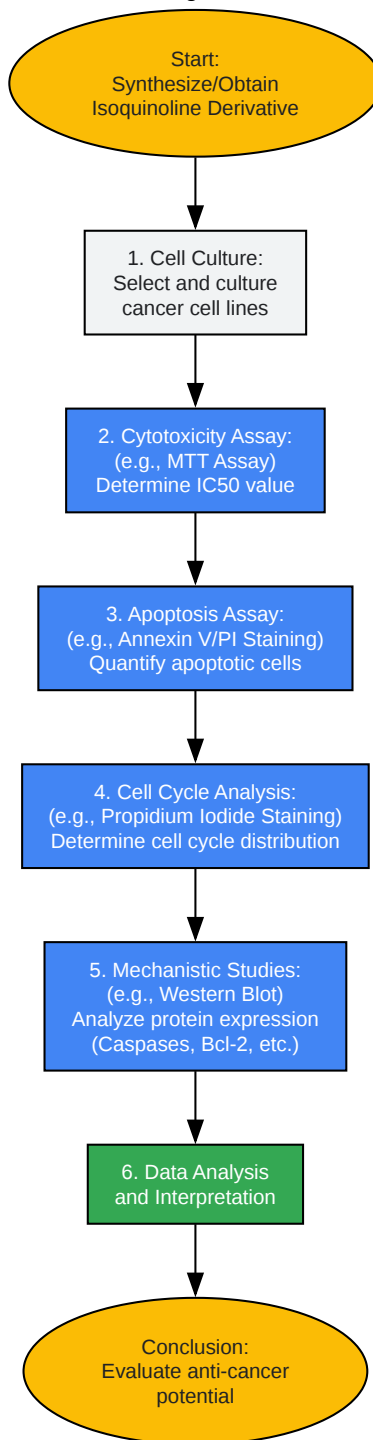 Start:
Synthesize/Obtain
Isoquinoline Derivative
1. Cell Culture:
Select and culture
cancer cell lines
2. Cytotoxicity Assay:
(e.g., MTT Assay)
Determine IC50 value
3. Apoptosis Assay:
(e.g., Annexin V/PI Staining)
Quantify apoptotic cells
4. Cell Cycle Analysis:
(e.g., Propidium Iodide Staining)
Determine cell cycle distribution
5. Mechanistic Studies:
(e.g., Western Blot)
Analyze protein expression
(Caspases, Bcl-2, etc.)
6. Data Analysis
and Interpretation
Conclusion:
Evaluate anti-cancer
potential